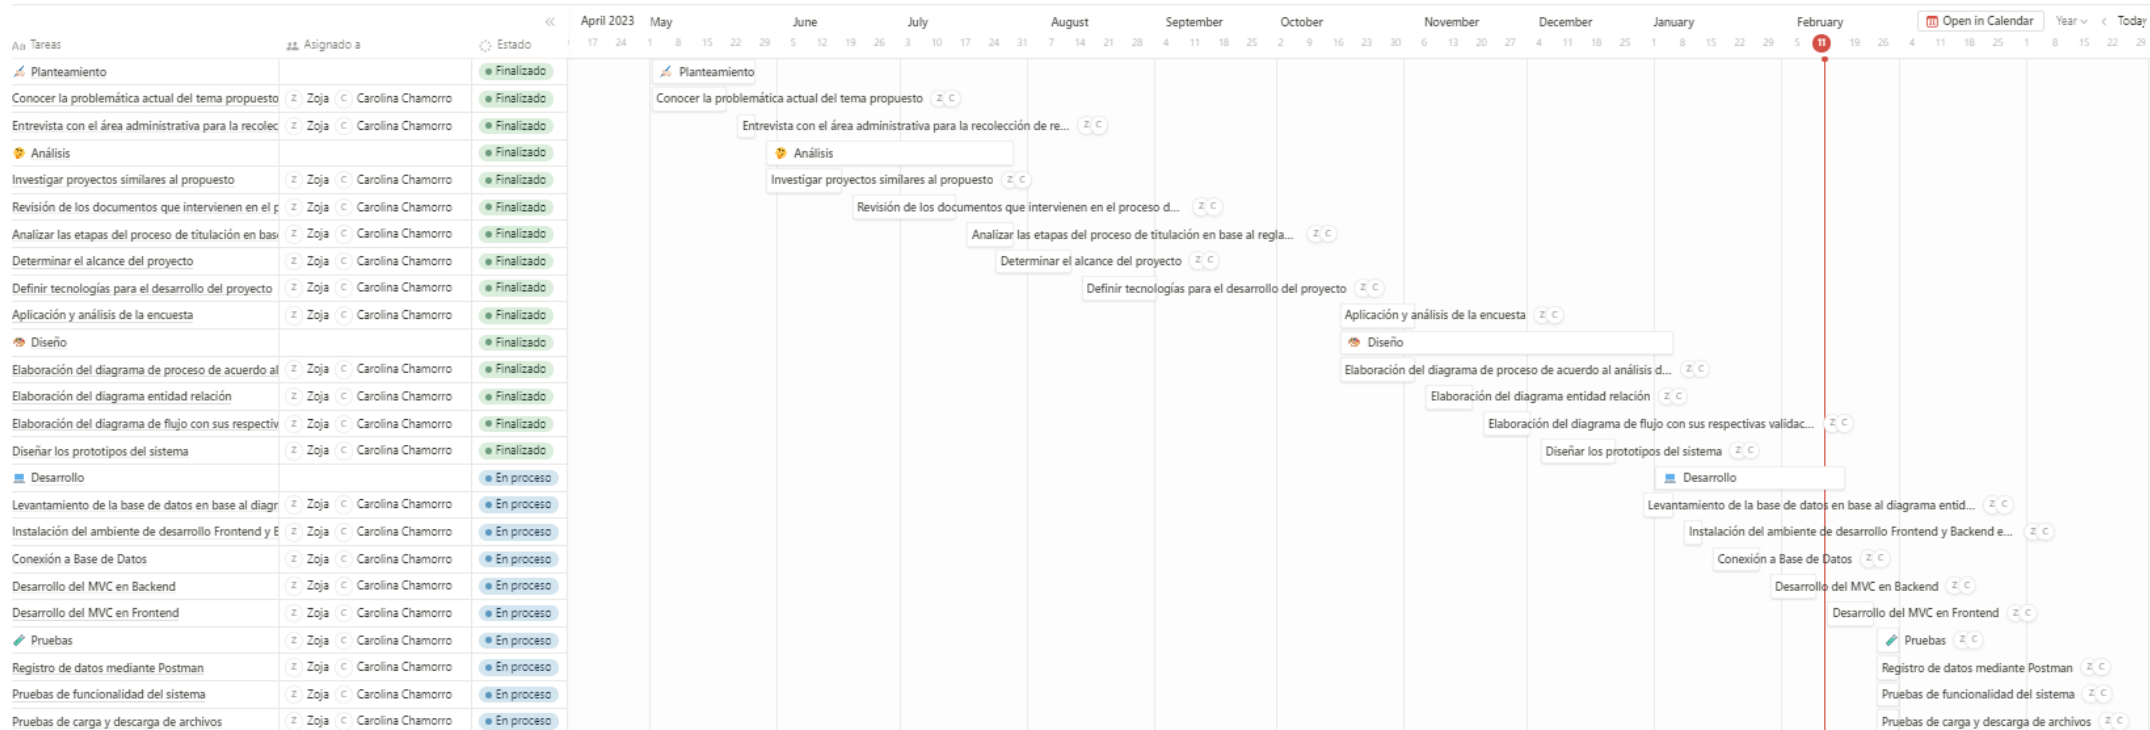 April 2023 May June July August September October November December January February Open in Calendar Year Today
Aa Tareas Asignado a Estado 17 24 1 8 15 22 29 5 12 19 26 3 10 17 24 31 7 14 21 28 4 11 18 25 2 9 16 23 30 6 13 20 27 4 11 18 25 1 8 15 22 29 5 11 19 26 4 11 18 25 1 8 15 22 29
Planteamiento Finalizado Planteamiento
Conocer la problemática actual del tema propuesto Z Zoja C Carolina Chamorro Finalizado Conocer la problemática actual del tema propuesto Z C
Entrevista con el área administrativa para la recolec Z Zoja C Carolina Chamorro Finalizado Entrevista con el área administrativa para la recolección de re... Z C
Análisis Finalizado Análisis
Investigar proyectos similares al propuesto Z Zoja C Carolina Chamorro Finalizado Investigar proyectos similares al propuesto Z C
Revisión de los documentos que intervienen en el p Z Zoja C Carolina Chamorro Finalizado Revisión de los documentos que intervienen en el proceso d... Z C
Analizar las etapas del proceso de titulación en base Z Zoja C Carolina Chamorro Finalizado Analizar las etapas del proceso de titulación en base al regla... Z C
Determinar el alcance del proyecto Z Zoja C Carolina Chamorro Finalizado Determinar el alcance del proyecto Z C
Definir tecnologías para el desarrollo del proyecto Z Zoja C Carolina Chamorro Finalizado Definir tecnologías para el desarrollo del proyecto Z C
Aplicación y análisis de la encuesta Z Zoja C Carolina Chamorro Finalizado Aplicación y análisis de la encuesta Z C
Diseño Finalizado Diseño
Elaboración del diagrama de proceso de acuerdo al Z Zoja C Carolina Chamorro Finalizado Elaboración del diagrama de proceso de acuerdo al análisis d... Z C
Elaboración del diagrama entidad relación Z Zoja C Carolina Chamorro Finalizado Elaboración del diagrama entidad relación Z C
Elaboración del diagrama de flujo con sus respectiv Z Zoja C Carolina Chamorro Finalizado Elaboración del diagrama de flujo con sus respectivas validac... Z C
Diseñar los prototipos del sistema Z Zoja C Carolina Chamorro Finalizado Diseñar los prototipos del sistema Z C
Desarrollo En proceso Desarrollo
Levantamiento de la base de datos en base al diagr Z Zoja C Carolina Chamorro En proceso Levantamiento de la base de datos en base al diagrama entid... Z C
Instalación del ambiente de desarrollo Frontend y B Z Zoja C Carolina Chamorro En proceso Instalación del ambiente de desarrollo Frontend y Backend e... Z C
Conexión a Base de Datos Z Zoja C Carolina Chamorro En proceso Conexión a Base de Datos Z C
Desarrollo del MVC en Backend Z Zoja C Carolina Chamorro En proceso Desarrollo del MVC en Backend Z C
Desarrollo del MVC en Frontend Z Zoja C Carolina Chamorro En proceso Desarrollo del MVC en Frontend Z C
Pruebas Z Zoja C Carolina Chamorro En proceso Pruebas Z C
Registro de datos mediante Postman Z Zoja C Carolina Chamorro En proceso Registro de datos mediante Postman Z C
Pruebas de funcionalidad del sistema Z Zoja C Carolina Chamorro En proceso Pruebas de funcionalidad del sistema Z C
Pruebas de carga y descarga de archivos Z Zoja C Carolina Chamorro En proceso Pruebas de carga y descarga de archivos Z C